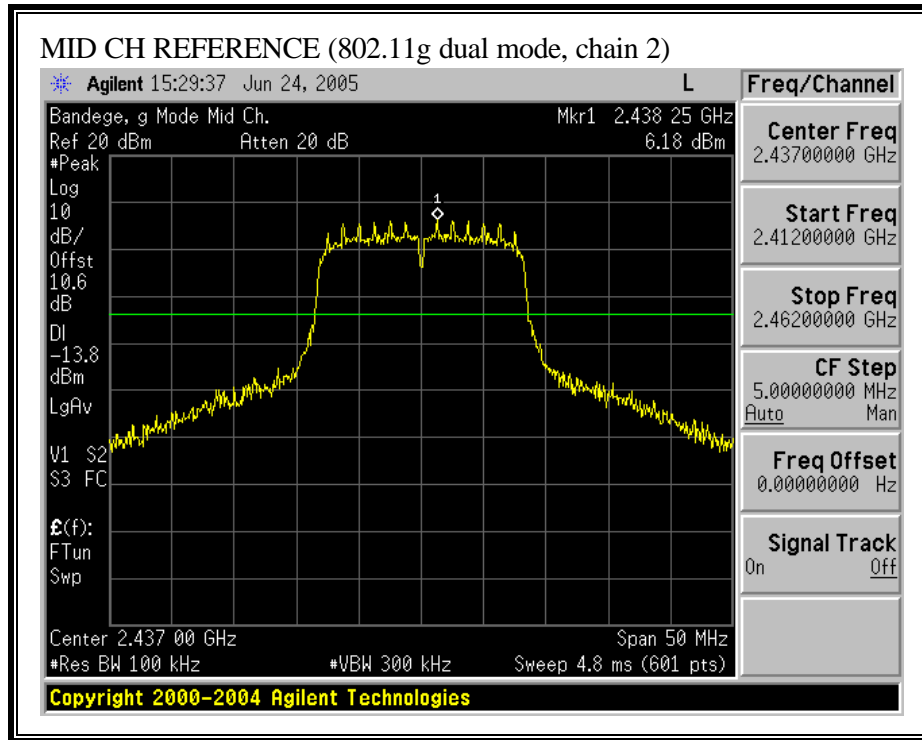 MID CH REFERENCE (802.11g dual mode, chain 2)
Agilent 15:29:37 Jun 24, 2005 L
Freq/Channel
Bandege, g Mode Mid Ch. Mkr1 2.438 25 GHz
Ref 20 dBm Atten 20 dB 6.18 dBm
#Peak
Log
10
dB/
Offst
10.6
dB
DI
-13.8
dBm
LgAv
V1 S2
S3 FC
£(f):
FTun
Swp
1
Center 2.437 00 GHz Span 50 MHz
#Res BW 100 kHz #VBW 300 kHz Sweep 4.8 ms (601 pts)
Center Freq
2.43700000 GHz
Start Freq
2.41200000 GHz
Stop Freq
2.46200000 GHz
CF Step
5.00000000 MHz
Auto Man
Freq Offset
0.00000000 Hz
Signal Track
On Off
Copyright 2000-2004 Agilent Technologies